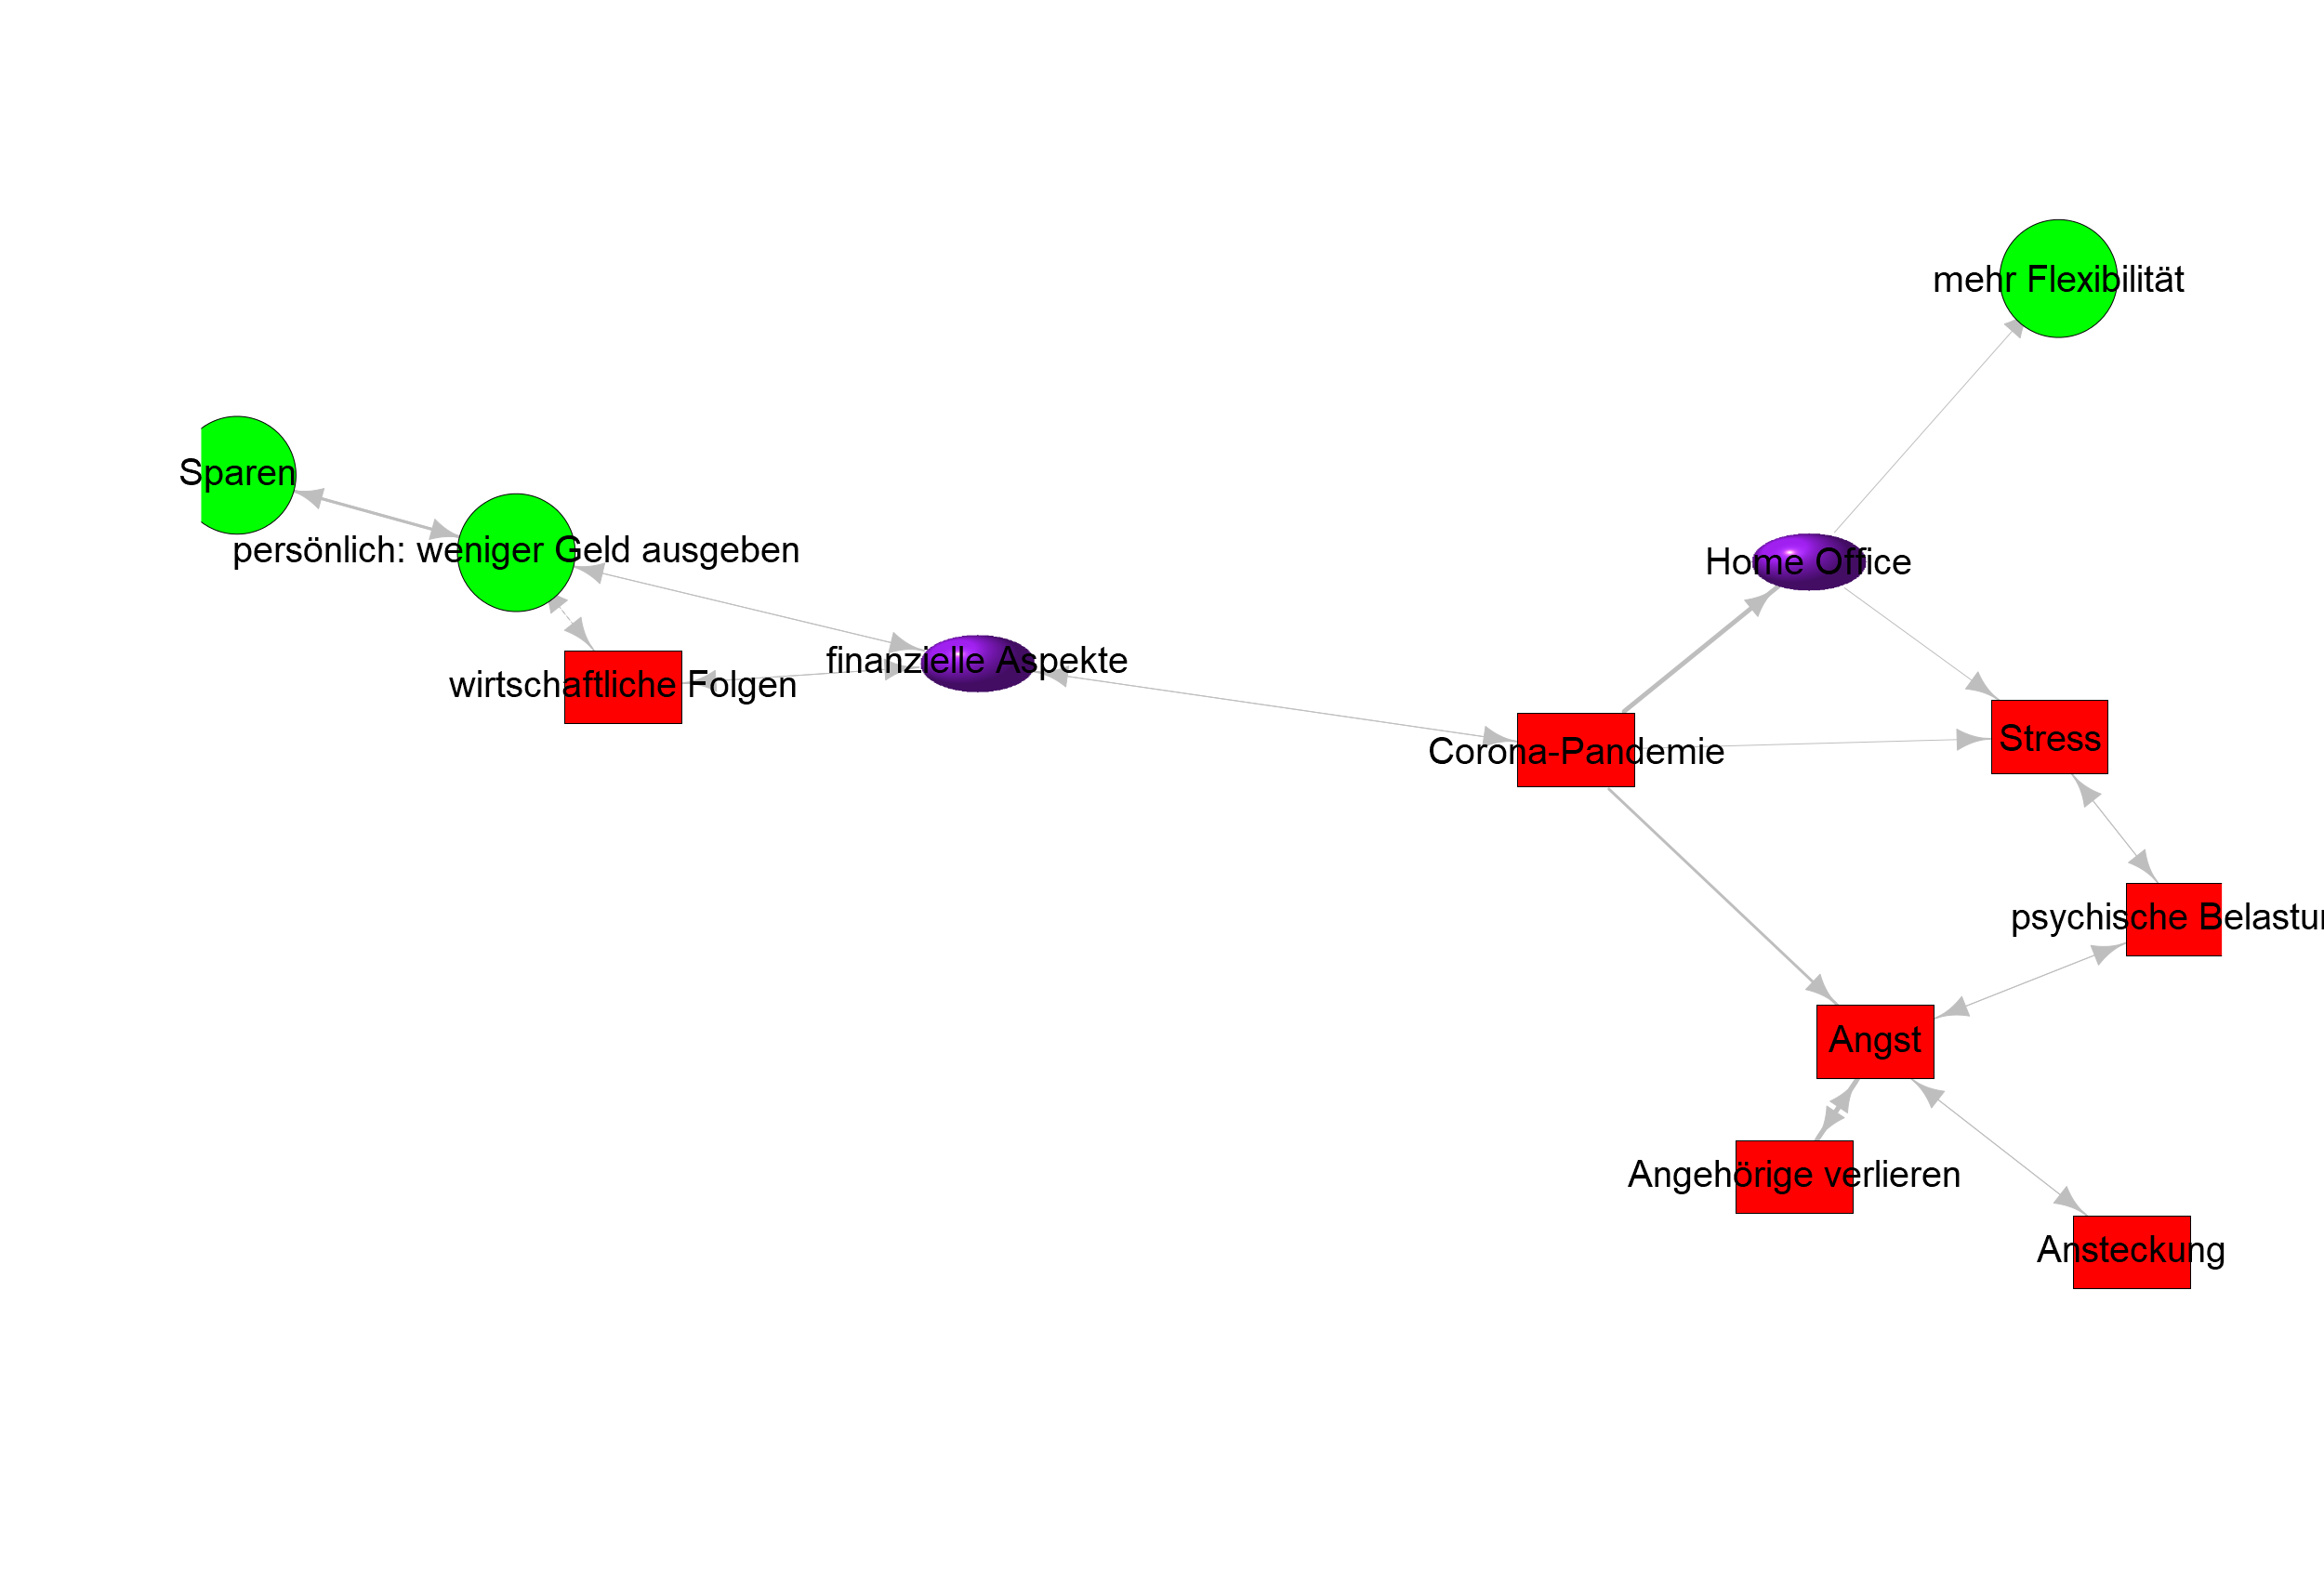 mehr Flexibilität
Sparen
persönlich: weniger Geld ausgeben
Home Office
finanzielle Aspekte
wirtschaftliche Folgen
Stress
Corona-Pandemie
psychische Belastu
Angst
Angehörige verlieren
Ansteckung